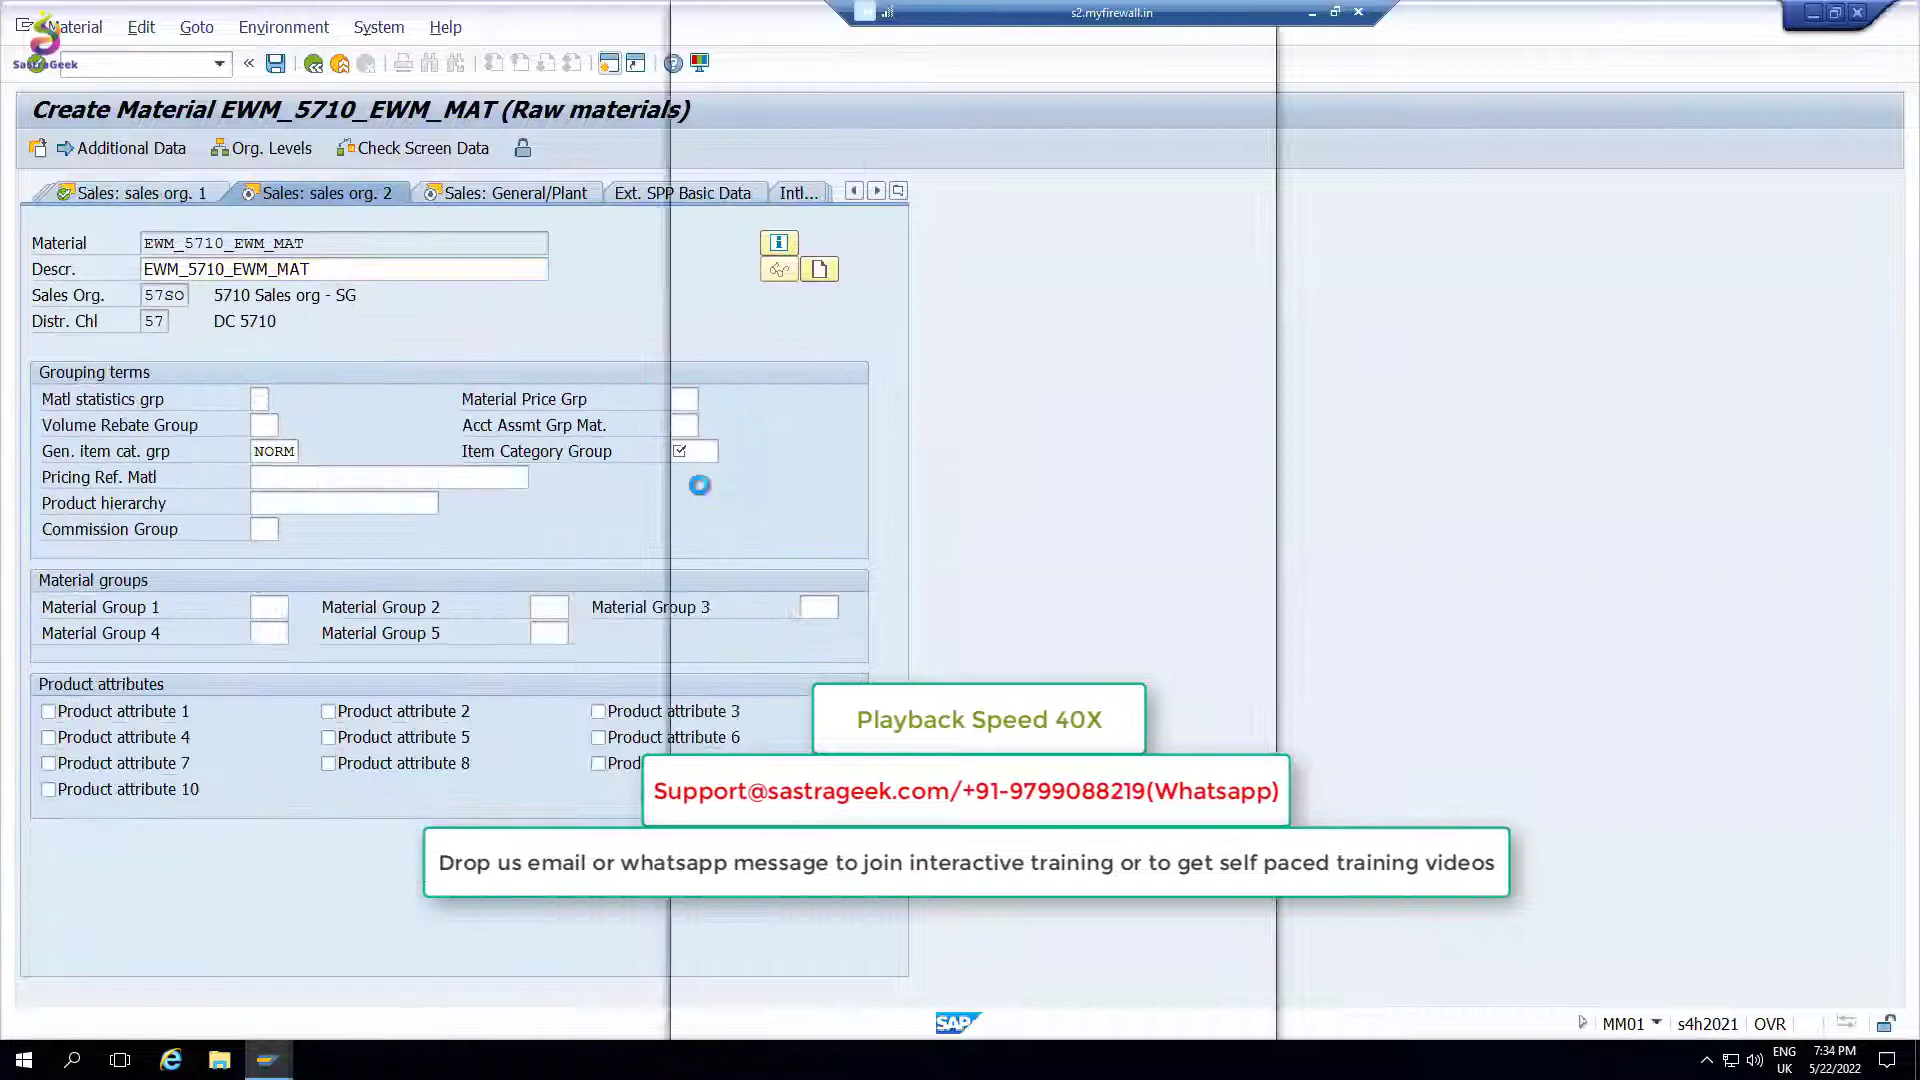 s2.myfirewall.in
Material Edit Goto Environment System Help
SastraGeek
Create Material EWM_5710_EWM_MAT (Raw materials)
Additional Data Org. Levels Check Screen Data
Sales: sales org. 1 Sales: sales org. 2 Sales: General/Plant Ext. SPP Basic Data Intl...
Material EWM_5710_EWM_MAT
Descr. EWM_5710_EWM_MAT
Sales Org. 57SO 5710 Sales org - SG
Distr. Chl 57 DC 5710
Grouping terms
Matl statistics grp Material Price Grp
Volume Rebate Group Acct Assmt Grp Mat.
Gen. item cat. grp NORM Item Category Group
Pricing Ref. Matl
Product hierarchy
Commission Group
Material groups
Material Group 1 Material Group 2 Material Group 3
Material Group 4 Material Group 5
Product attributes
Product attribute 1 Product attribute 2 Product attribute 3
Product attribute 4 Product attribute 5 Product attribute 6
Product attribute 7 Product attribute 8 Prod
Product attribute 10
Playback Speed 40X
Support@sastrageek.com/+91-9799088219(Whatsapp)
Drop us email or whatsapp message to join interactive training or to get self paced training videos
SAP MM01 s4h2021 OVR
ENG 7:34 PM
UK 5/22/2022